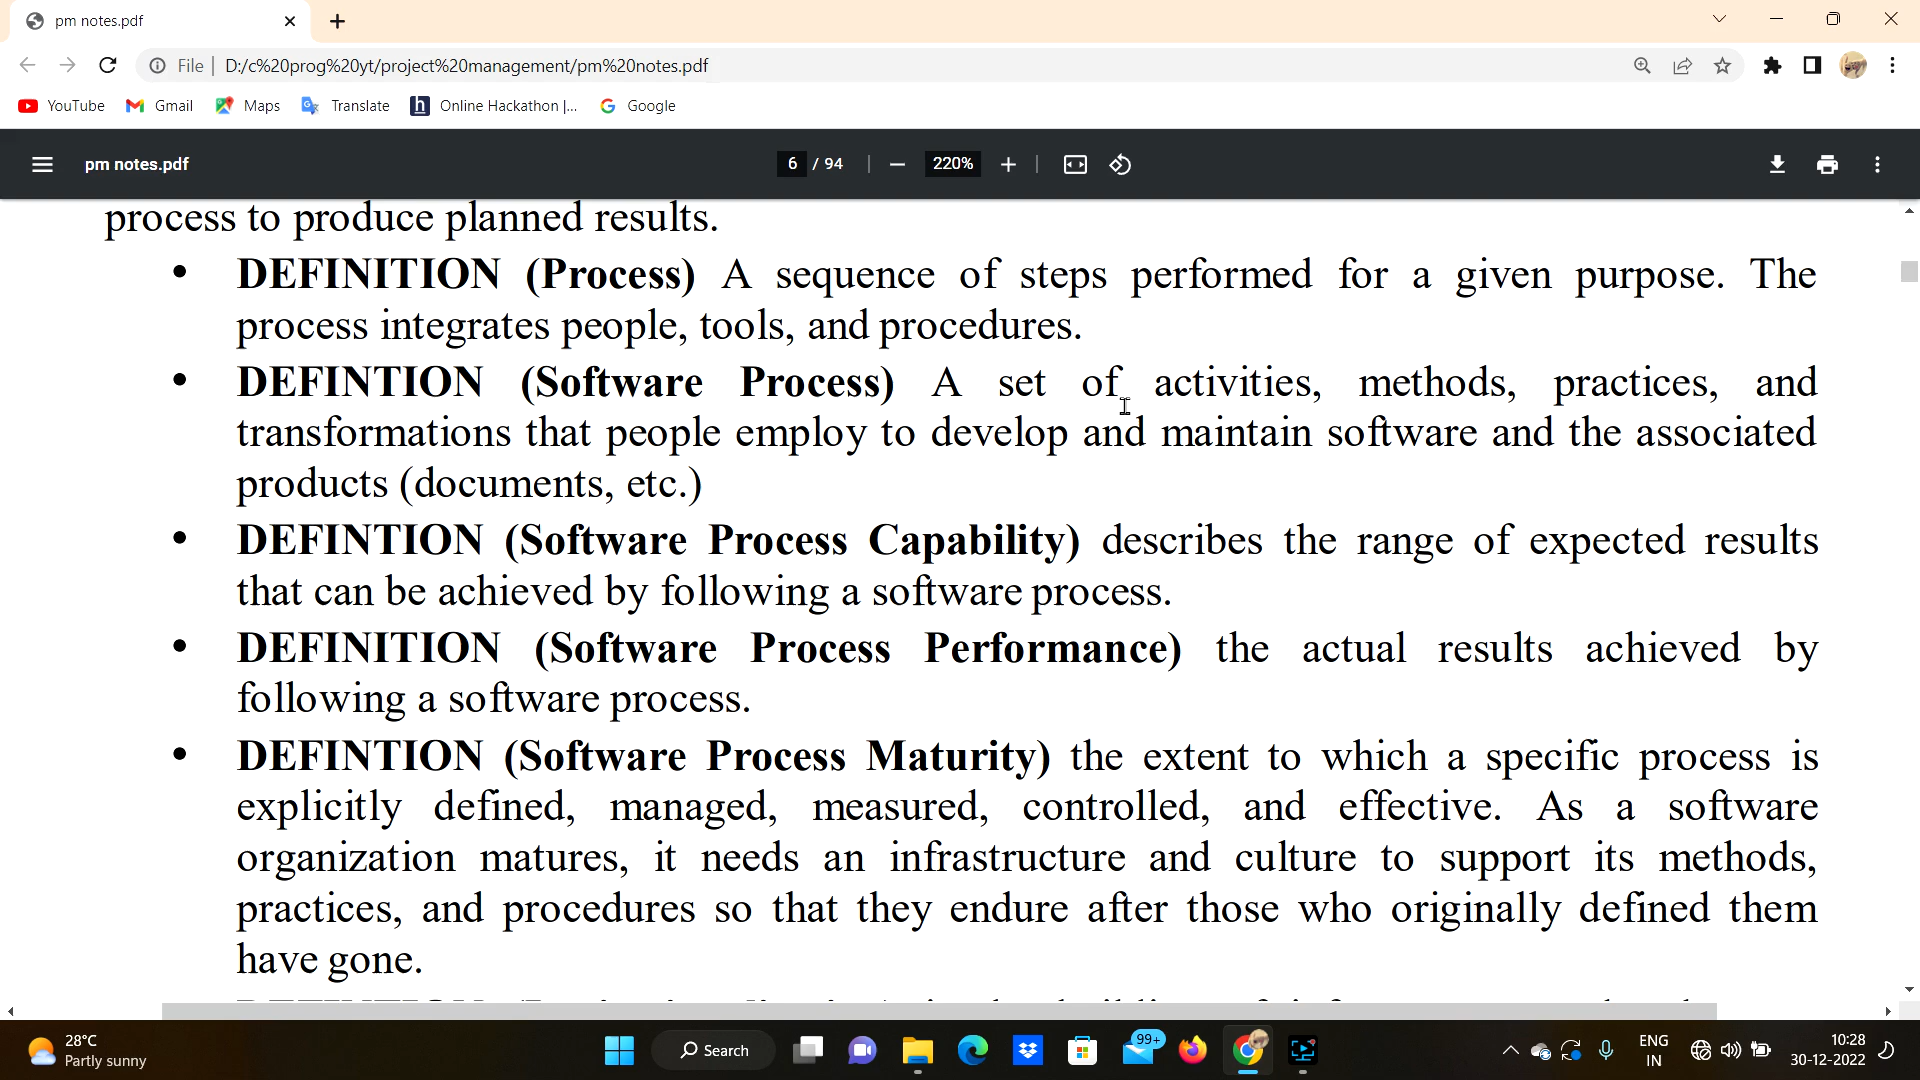 pm notes.pdf
File | D:/c%20prog%20yt/project%20management/pm%20notes.pdf
YouTube Gmail Maps Translate Online Hackathon |... Google
pm notes.pdf 6 / 94 220%
process to produce planned results.
• DEFINITION (Process) A sequence of steps performed for a given purpose. The
process integrates people, tools, and procedures.
• DEFINTION (Software Process) A set of activities, methods, practices, and
transformations that people employ to develop and maintain software and the associated
products (documents, etc.)
• DEFINTION (Software Process Capability) describes the range of expected results
that can be achieved by following a software process.
• DEFINITION (Software Process Performance) the actual results achieved by
following a software process.
• DEFINTION (Software Process Maturity) the extent to which a specific process is
explicitly defined, managed, measured, controlled, and effective. As a software
organization matures, it needs an infrastructure and culture to support its methods,
practices, and procedures so that they endure after those who originally defined them
have gone.
28°C
Partly sunny
Search
99+
ENG
IN
10:28
30-12-2022